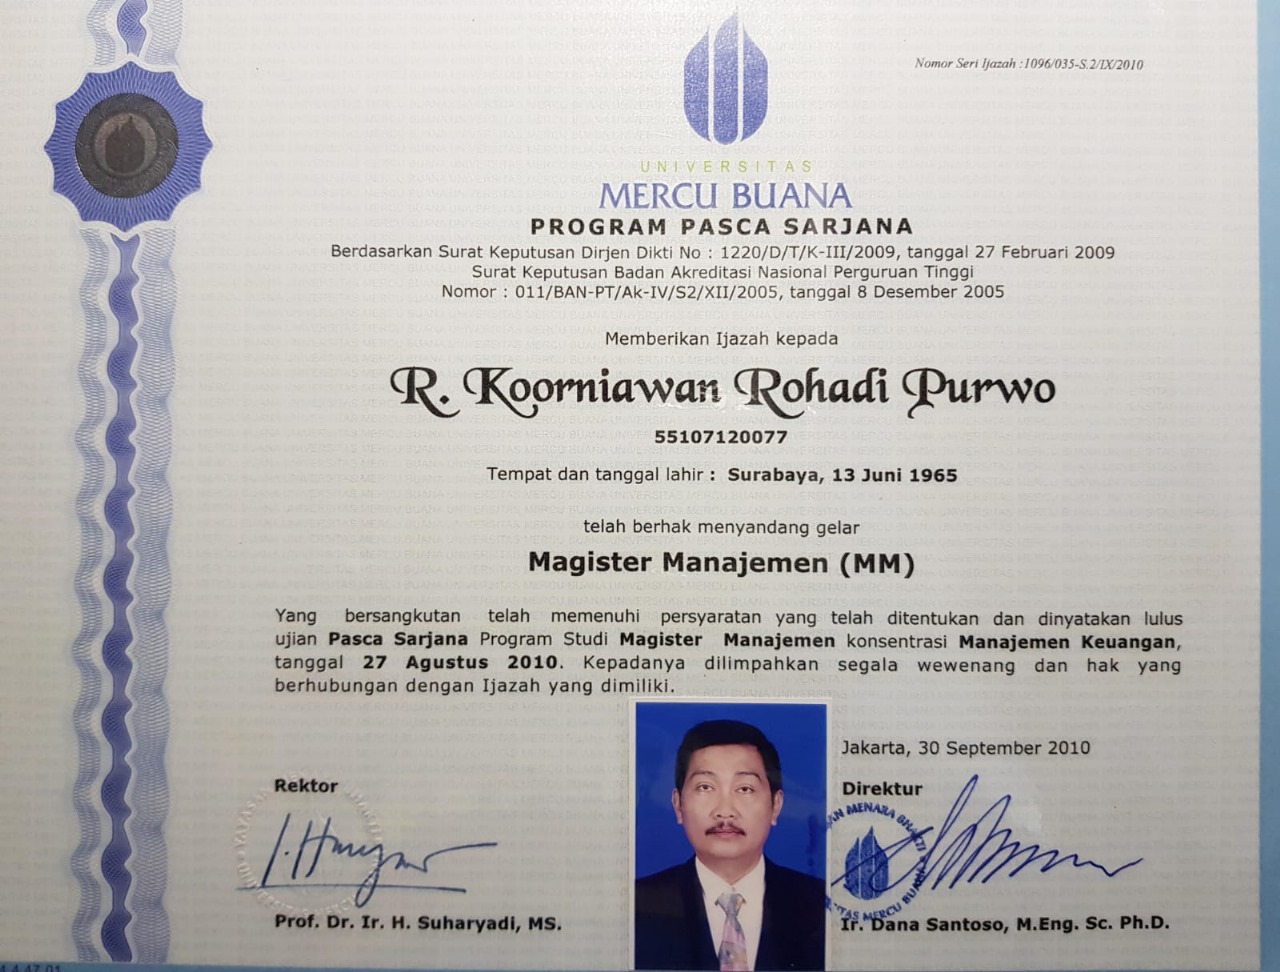 Nomor Seri Ijazah :1096/035-S.2/IX/2010
UNIVERSITAS
MERCU BUANA
PROGRAM PASCA SARJANA
Berdasarkan Surat Keputusan Dirjen Dikti No : 1220/D/T/K-III/2009, tanggal 27 Februari 2009
Surat Keputusan Badan Akreditasi Nasional Perguruan Tinggi
Nomor : 011/BAN-PT/Ak-IV/S2/XII/2005, tanggal 8 Desember 2005
Memberikan Ijazah kepada
R. Koorniawan Rohadi Purwo
55107120077
Tempat dan tanggal lahir : Surabaya, 13 Juni 1965
telah berhak menyandang gelar
Magister Manajemen (MM)
Yang bersangkutan telah memenuhi persyaratan yang telah ditentukan dan dinyatakan lulus
ujian Pasca Sarjana Program Studi Magister Manajemen konsentrasi Manajemen Keuangan,
tanggal 27 Agustus 2010. Kepadanya dilimpahkan segala wewenang dan hak yang
berhubungan dengan Ijazah yang dimiliki.
Jakarta, 30 September 2010
Rektor
Direktur
MENARA
MERCU BUANA
Prof. Dr. Ir. H. Suharyadi, MS.
Ir. Dana Santoso, M.Eng. Sc. Ph.D.